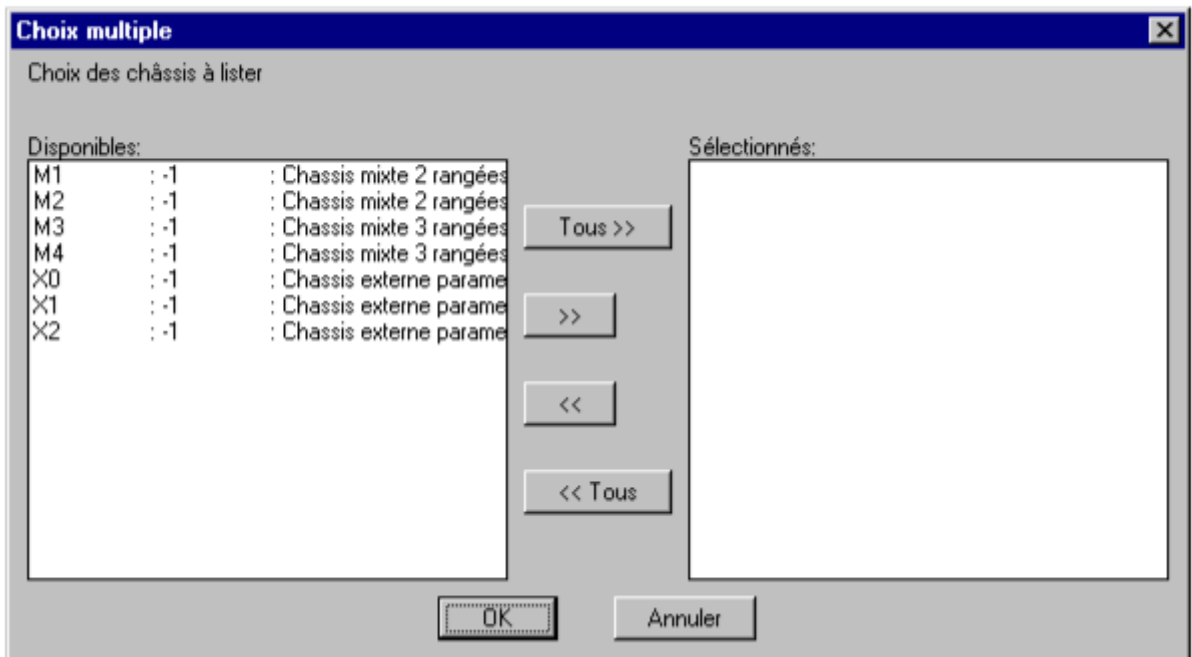 Choix multiple
Choix des châssis à lister
Disponibles:
Sélectionnés:
M1 : -1 : Chassis mixte 2 rangées
M2 : -1 : Chassis mixte 2 rangées
M3 : -1 : Chassis mixte 3 rangées
M4 : -1 : Chassis mixte 3 rangées
X0 : -1 : Chassis externe parame
X1 : -1 : Chassis externe parame
X2 : -1 : Chassis externe parame
Tous >>
>>
<<
<< Tous
OK
Annuler